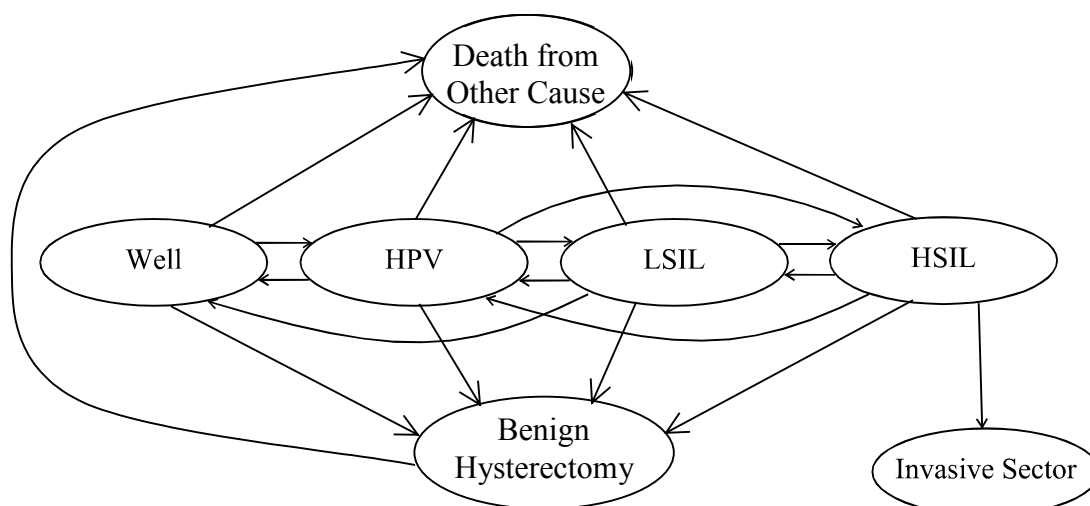 Death from
Other Cause
Well
HPV
LSIL
HSIL
Benign
Hysterectomy
Invasive Sector